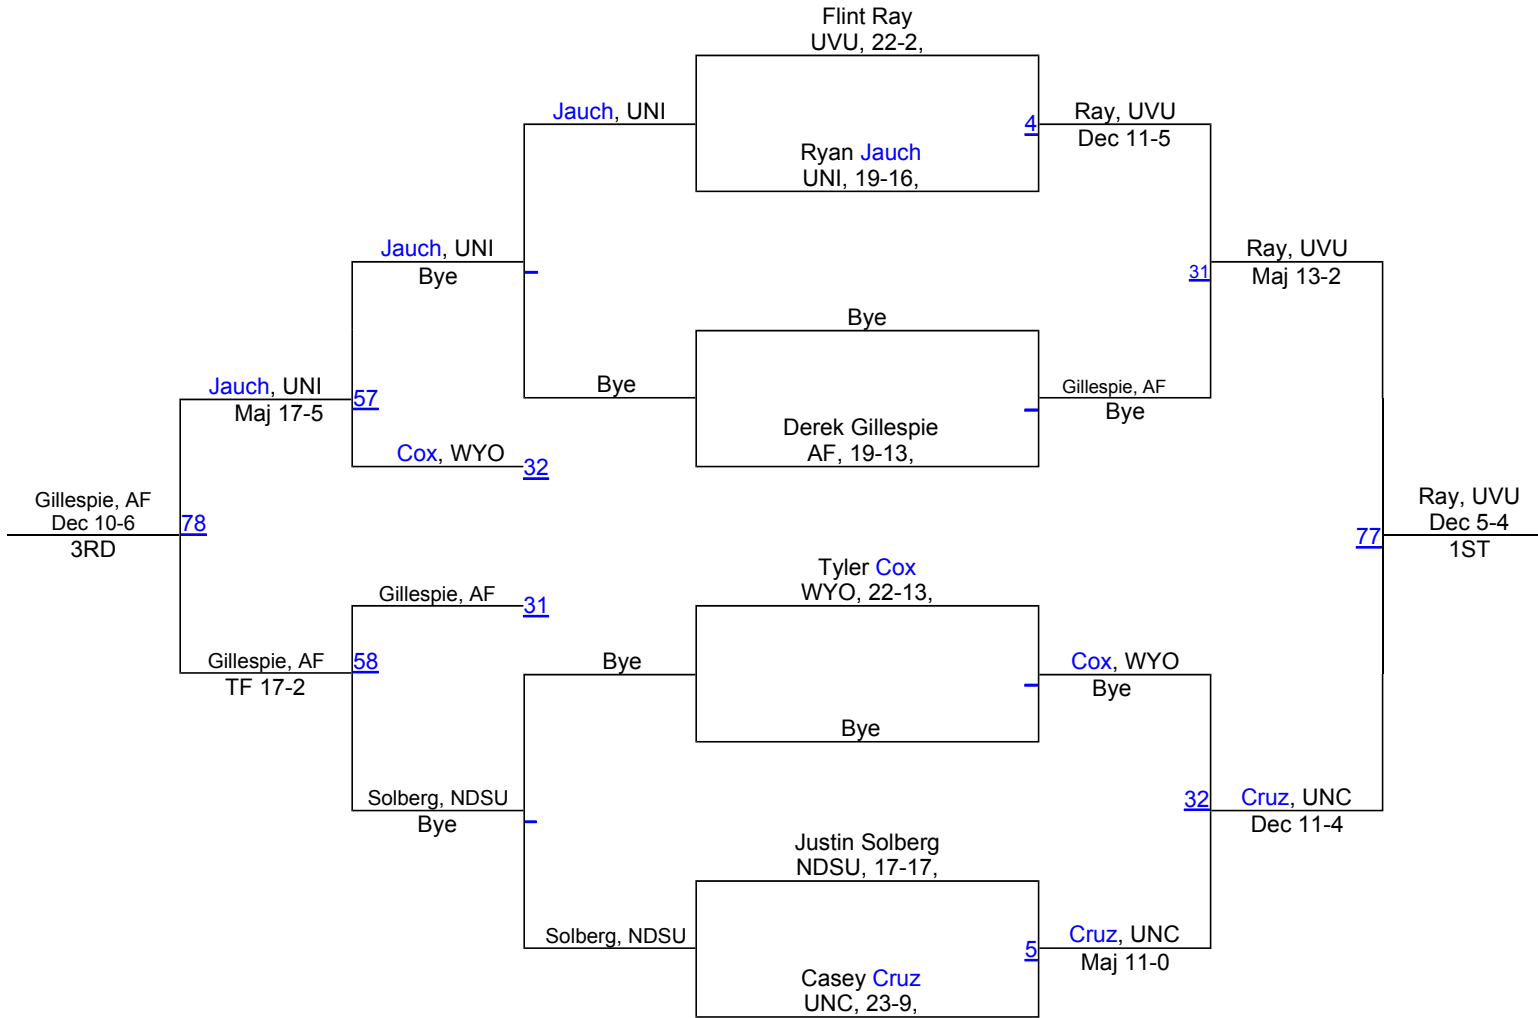 Flint Ray
UVU, 22-2,
Jauch, UNI
4
Ray, UVU
Dec 11-5
Ryan Jauch
UNI, 19-16,
Jauch, UNI
Bye
31
Ray, UVU
Maj 13-2
Bye
Jauch, UNI
Maj 17-5
57
Bye
Gillespie, AF
Bye
Derek Gillespie
AF, 19-13,
Cox, WYO
32
Gillespie, AF
Dec 10-6
3RD
78
77
Ray, UVU
Dec 5-4
1ST
Tyler Cox
WYO, 22-13,
Gillespie, AF
31
Gillespie, AF
TF 17-2
58
Bye
Cox, WYO
Bye
Bye
Solberg, NDSU
Bye
32
Cruz, UNC
Dec 11-4
Justin Solberg
NDSU, 17-17,
Solberg, NDSU
5
Cruz, UNC
Maj 11-0
Casey Cruz
UNC, 23-9,